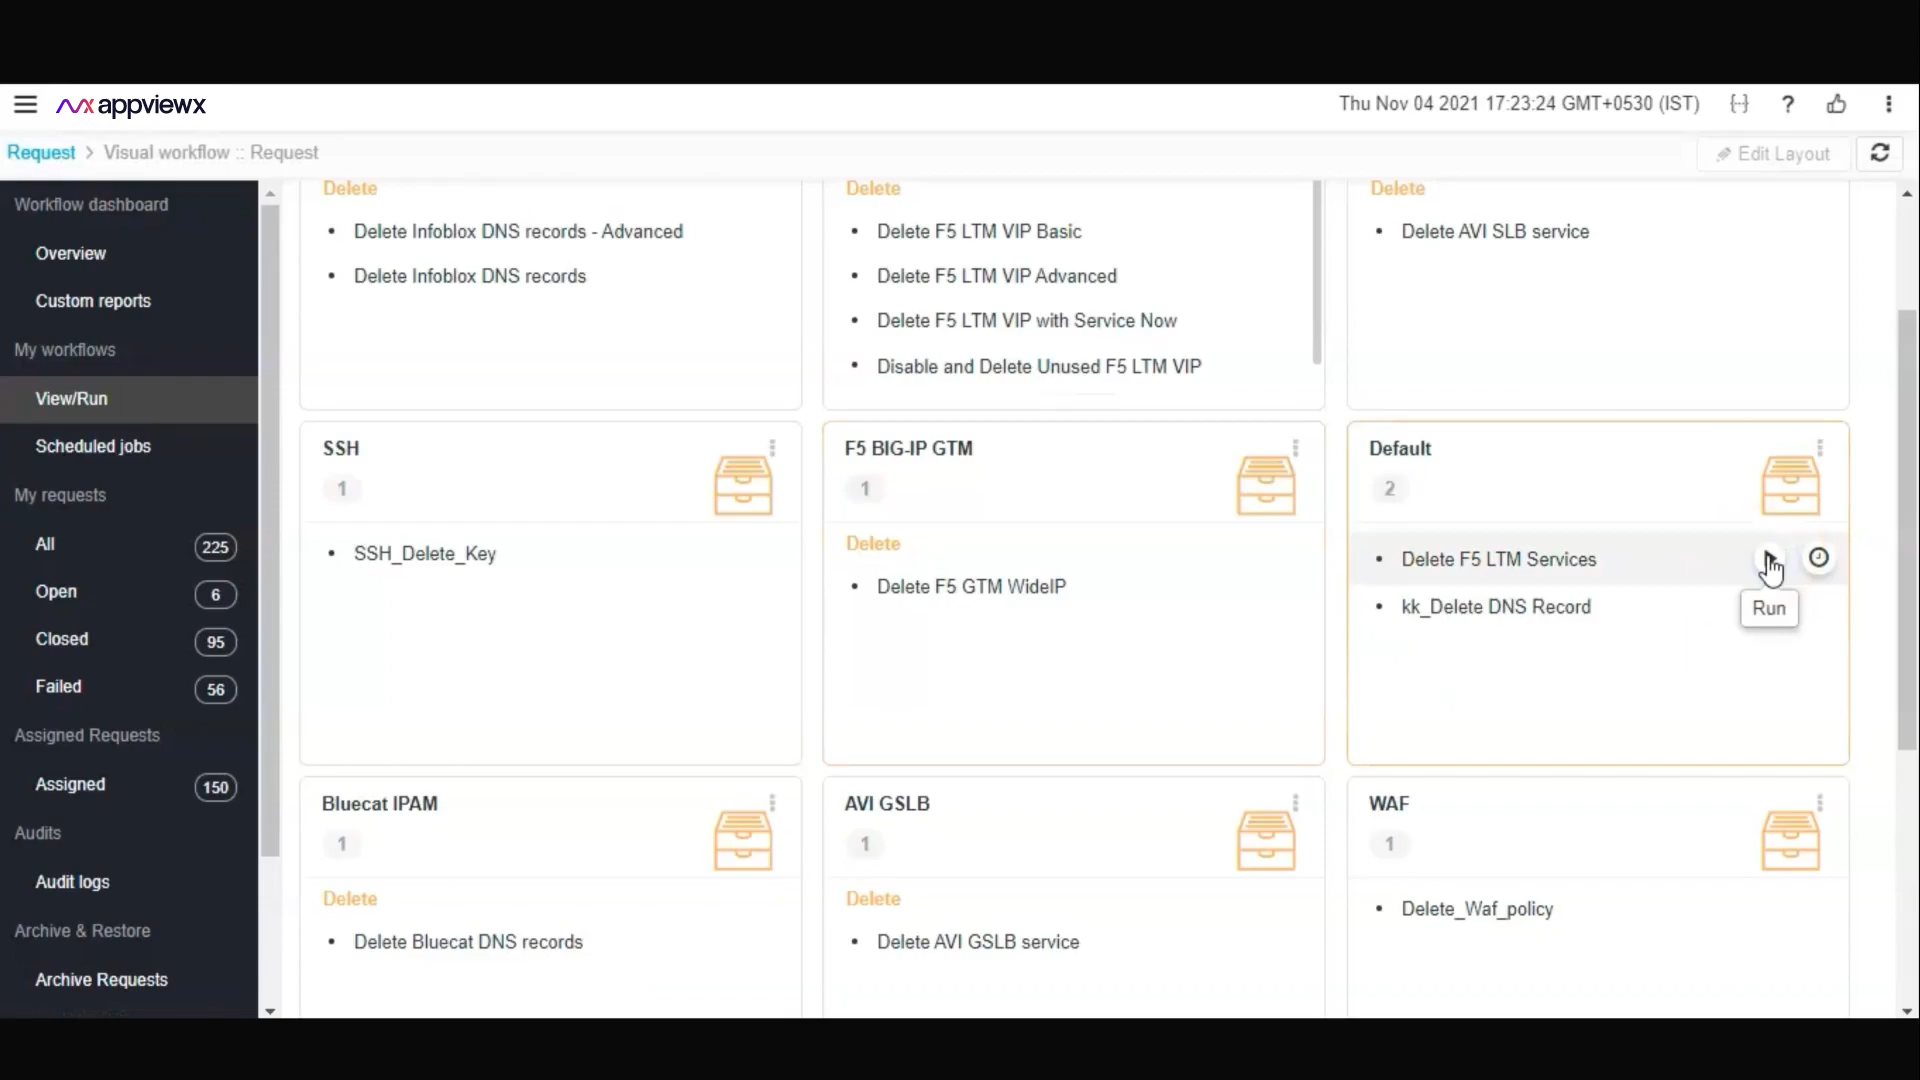 appviewx
Thu Nov 04 2021 17:23:24 GMT+0530 (IST)
?
Request > Visual workflow :: Request
Edit Layout
Workflow dashboard
Overview
Custom reports
My workflows
View/Run
Scheduled jobs
My requests
All 225
Open 6
Closed 95
Failed 56
Assigned Requests
Assigned 150
Audits
Audit logs
Archive & Restore
Archive Requests
Delete
• Delete Infoblox DNS records - Advanced
• Delete Infoblox DNS records
Delete
• Delete F5 LTM VIP Basic
• Delete F5 LTM VIP Advanced
• Delete F5 LTM VIP with Service Now
• Disable and Delete Unused F5 LTM VIP
Delete
• Delete AVI SLB service
SSH
1
• SSH_Delete_Key
F5 BIG-IP GTM
1
Delete
• Delete F5 GTM WideIP
Default
2
• Delete F5 LTM Services
• kk_Delete DNS Record
Run
Bluecat IPAM
1
Delete
• Delete Bluecat DNS records
AVI GSLB
1
Delete
• Delete AVI GSLB service
WAF
1
• Delete_Waf_policy